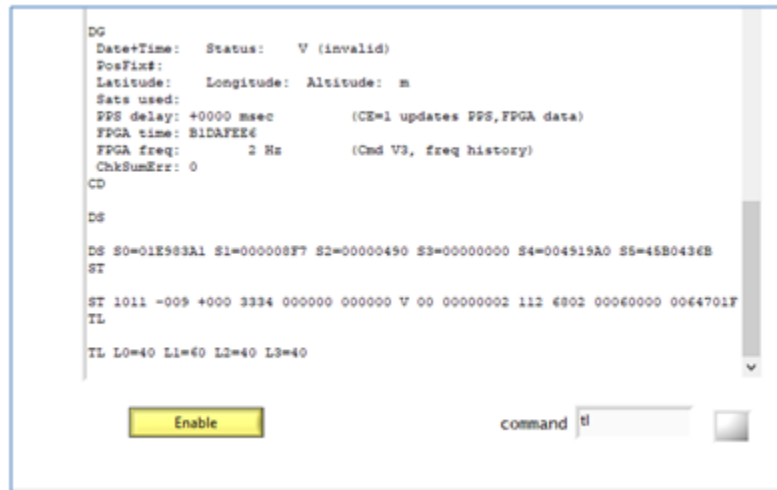 DG
Date+Time: Status: V (invalid)
PosFix#:
Latitude: Longitude: Altitude: m
Sats used:
PPS delay: +0000 msec (CE=1 updates PPS,FPGA data)
FPGA time: B1DAFEE6
FPGA freq: 2 Hz (Cmd V3, freq history)
ChkSumErr: 0
CD
DS
DS S0=01E983A1 S1=000008F7 S2=00000490 S3=00000000 S4=004919A0 S5=45B0436B
ST
ST 1011 -009 +000 3334 000000 000000 V 00 00000002 112 6802 00060000 0064701F
TL
TL L0=40 L1=60 L2=40 L3=40
Enable
command tl